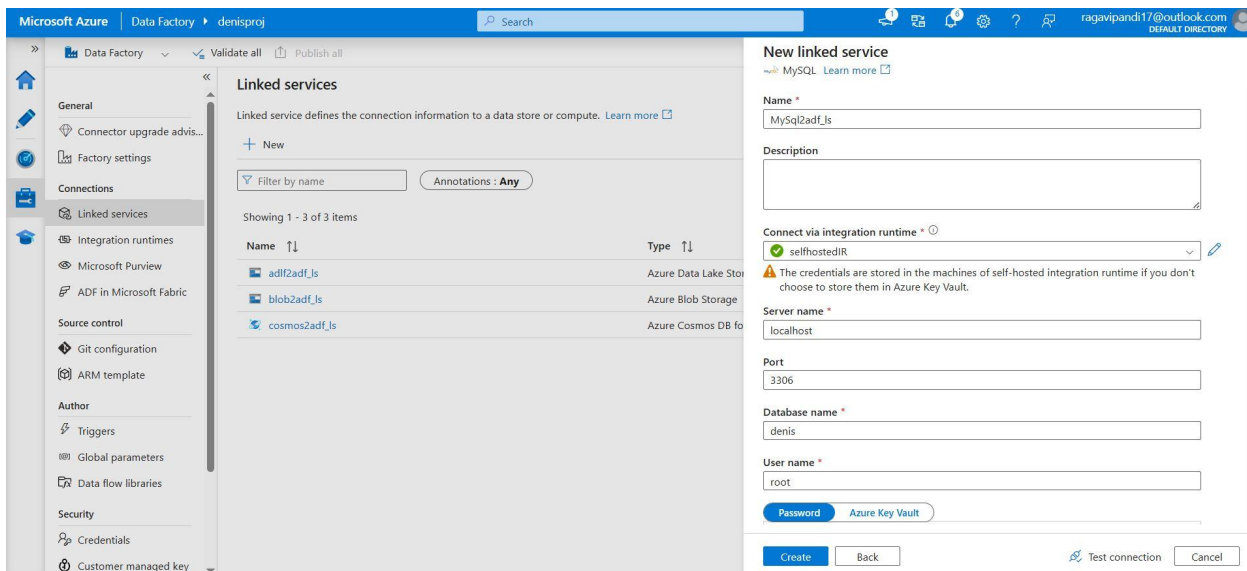 Microsoft Azure
Data Factory
denisproj
Search
1
6
ragavipandi17@outlook.com
DEFAULT DIRECTORY
Data Factory
Validate all
Publish all
General
Connector upgrade advis...
Factory settings
Connections
Linked services
Integration runtimes
Microsoft Purview
ADF in Microsoft Fabric
Source control
Git configuration
ARM template
Author
Triggers
Global parameters
Data flow libraries
Security
Credentials
Customer managed key
Linked services
Linked service defines the connection information to a data store or compute. Learn more
+ New
Filter by name
Annotations : Any
Showing 1 - 3 of 3 items
Name Type
adlf2adf_ls Azure Data Lake Stor
blob2adf_ls Azure Blob Storage
cosmos2adf_ls Azure Cosmos DB fo
New linked service
MySQL Learn more
Name *
MySql2adf_ls
Description
Connect via integration runtime *
selfhostedIR
The credentials are stored in the machines of self-hosted integration runtime if you don't
choose to store them in Azure Key Vault.
Server name *
localhost
Port
3306
Database name *
denis
User name *
root
Password Azure Key Vault
Create Back Test connection Cancel